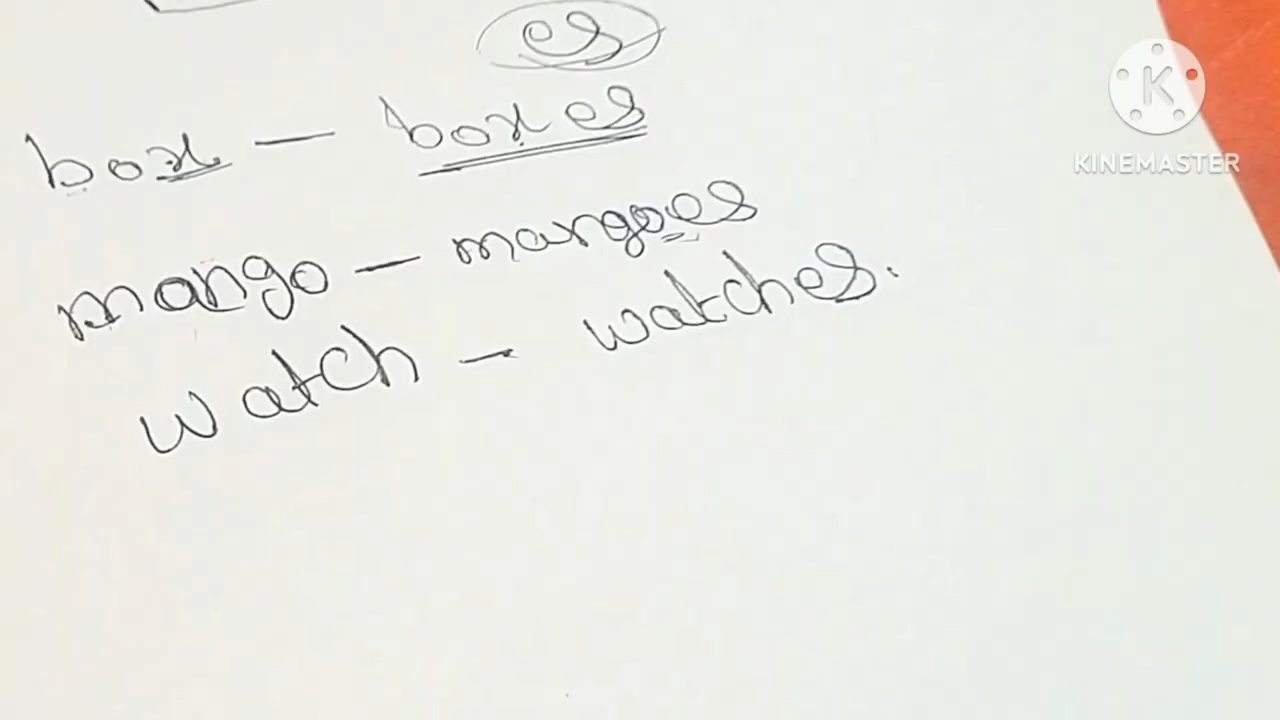 es
box – boxes
mango – mangoes
watch – watches.
K
KINEMASTER